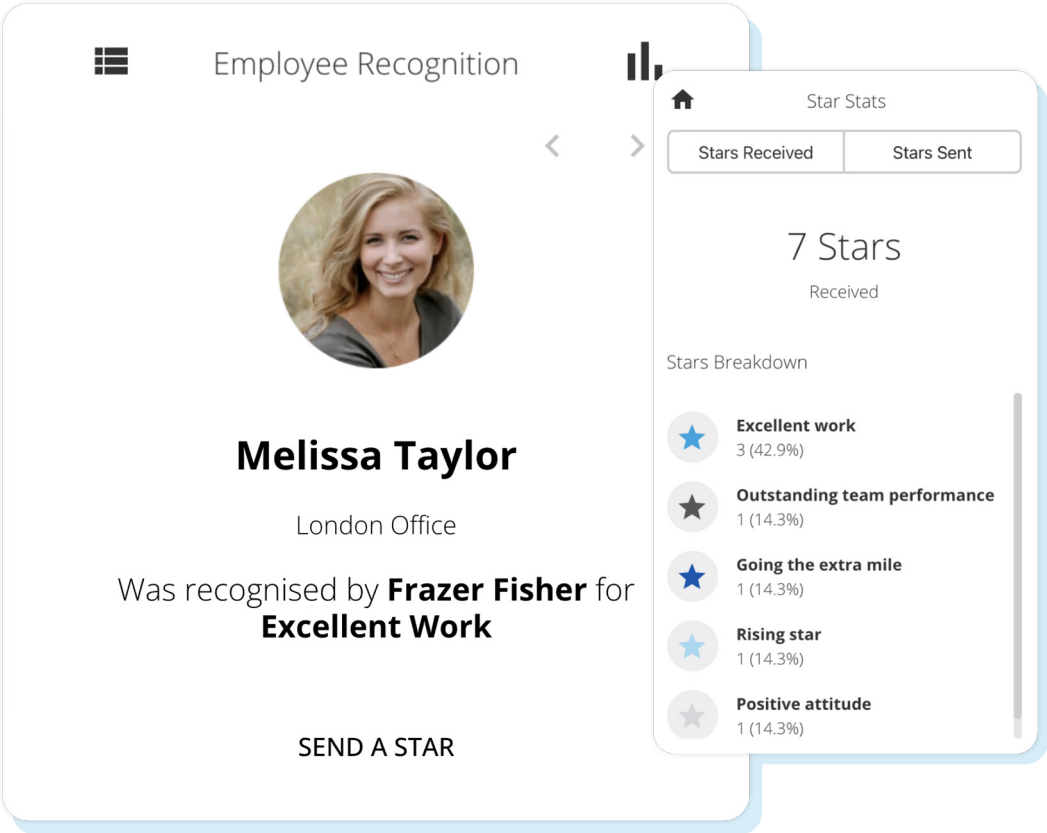 Employee Recognition
Melissa Taylor
London Office
Was recognised by Frazer Fisher for
Excellent Work
SEND A STAR
Star Stats
Stars Received
Stars Sent
7 Stars
Received
Stars Breakdown
Excellent work
3 (42.9%)
Outstanding team performance
1 (14.3%)
Going the extra mile
1 (14.3%)
Rising star
1 (14.3%)
Positive attitude
1 (14.3%)